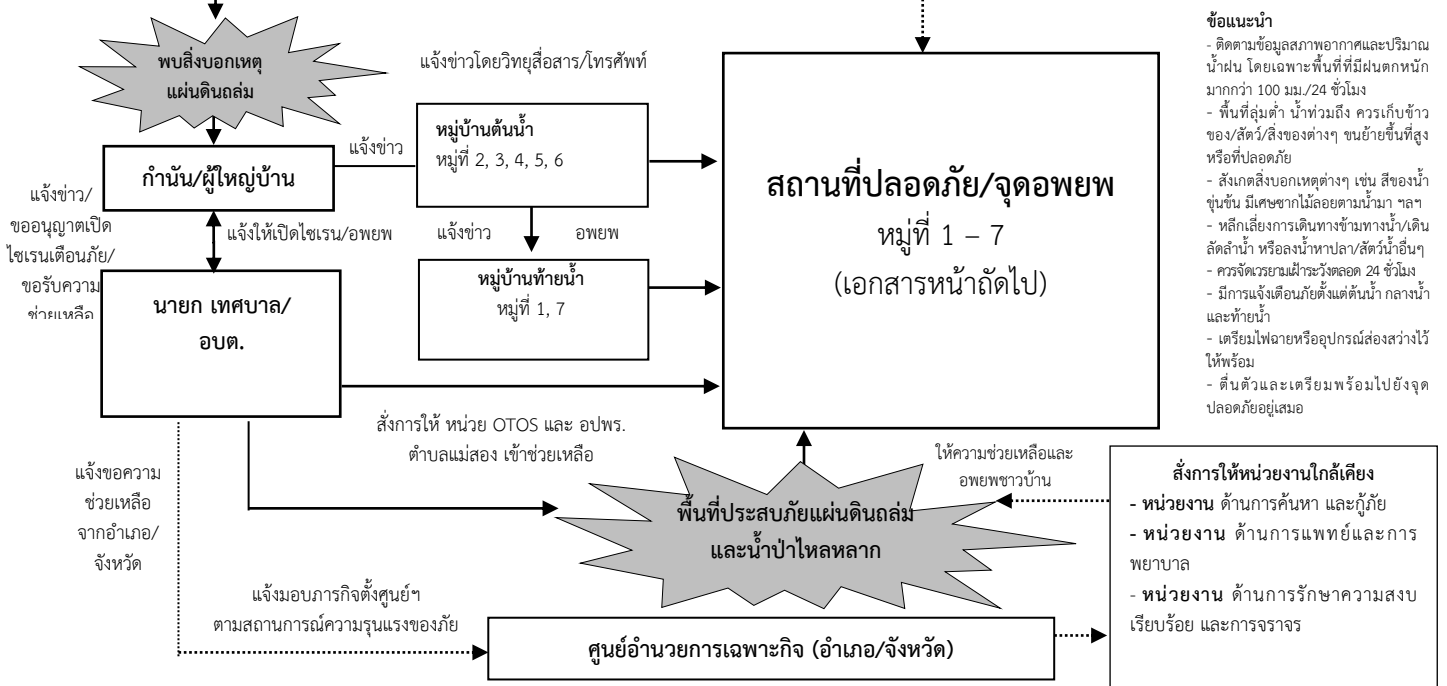 พบสิ่งบอกเหตุ
แผ่นดินถล่ม
แจ้งข่าวโดยวิทยุสื่อสาร/โทรศัพท์
กำนัน/ผู้ใหญ่บ้าน
แจ้งข่าว
หมู่บ้านต้นน้ำ
หมู่ที่ 2, 3, 4, 5, 6
แจ้งข่าว/
ขออนุญาตเปิด
ไซเรนเตือนภัย/
ขอรับความ
ช่วยเหลือ
แจ้งให้เปิดไซเรน/อพยพ
แจ้งข่าว
อพยพ
หมู่บ้านท้ายน้ำ
หมู่ที่ 1, 7
นายก เทศบาล/
อบต.
สถานที่ปลอดภัย/จุดอพยพ
หมู่ที่ 1 – 7
(เอกสารหน้าถัดไป)
ข้อแนะนำ
- ติดตามข้อมูลสภาพอากาศและปริมาณ
น้ำฝน โดยเฉพาะพื้นที่ที่มีฝนตกหนัก
มากกว่า 100 มม./24 ชั่วโมง
- พื้นที่ลุ่มต่ำ น้ำท่วมถึง ควรเก็บข้าว
ของ/สัตว์/สิ่งของต่างๆ ขนย้ายขึ้นที่สูง
หรือที่ปลอดภัย
- สังเกตสิ่งบอกเหตุต่างๆ เช่น สีของน้ำ
ขุ่นข้น มีเศษซากไม้ลอยตามน้ำมา ฯลฯ
- หลีกเลี่ยงการเดินทางข้ามทางน้ำ/เดิน
ลัดลำน้ำ หรือลงน้ำหาปลา/สัตว์น้ำอื่นๆ
- ควรจัดเวรยามเฝ้าระวังตลอด 24 ชั่วโมง
- มีการแจ้งเตือนภัยตั้งแต่ต้นน้ำ กลางน้ำ
และท้ายน้ำ
- เตรียมไฟฉายหรืออุปกรณ์ส่องสว่างไว้
ให้พร้อม
- ตื่นตัวและเตรียมพร้อมไปยังจุด
ปลอดภัยอยู่เสมอ
สั่งการให้ หน่วย OTOS และ อปพร.
ตำบลแม่สอง เข้าช่วยเหลือ
แจ้งขอความ
ช่วยเหลือ
จากอำเภอ/
จังหวัด
ให้ความช่วยเหลือและ
อพยพชาวบ้าน
พื้นที่ประสบภัยแผ่นดินถล่ม
และน้ำป่าไหลหลาก
สั่งการให้หน่วยงานใกล้เคียง
- หน่วยงาน ด้านการค้นหา และกู้ภัย
- หน่วยงาน ด้านการแพทย์และการ
พยาบาล
- หน่วยงาน ด้านการรักษาความสงบ
เรียบร้อย และการจราจร
แจ้งมอบภารกิจตั้งศูนย์ฯ
ตามสถานการณ์ความรุนแรงของภัย
ศูนย์อำนวยการเฉพาะกิจ (อำเภอ/จังหวัด)